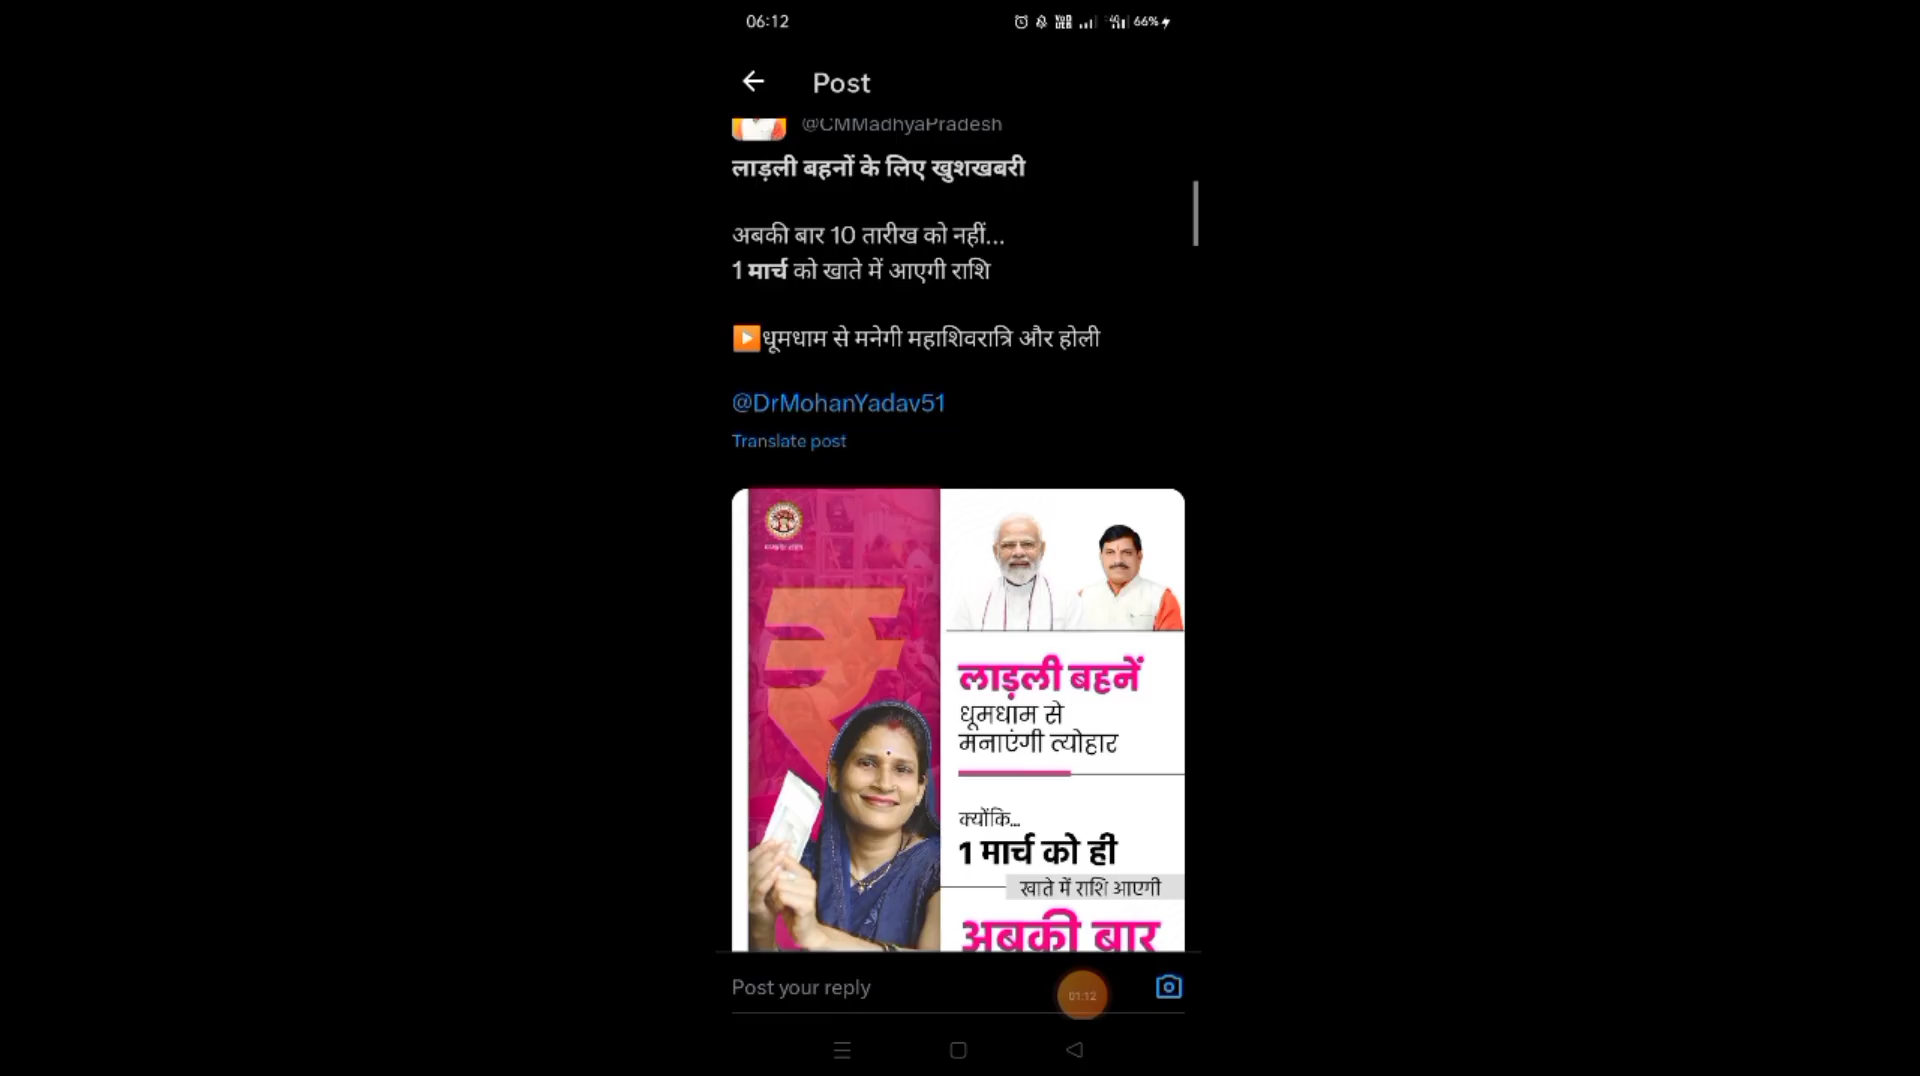 06:12
66%
Post
@CMMadhyaPradesh
लाड़ली बहनों के लिए खुशखबरी
अबकी बार 10 तारीख को नहीं...
1 मार्च को खाते में आएगी राशि
धूमधाम से मनेगी महाशिवरात्रि और होली
@DrMohanYadav51
Translate post
लाड़ली बहनें
धूमधाम से
मनाएंगी त्योहार
क्योंकि...
1 मार्च को ही
खाते में राशि आएगी
अबकी बार
Post your reply
01:12